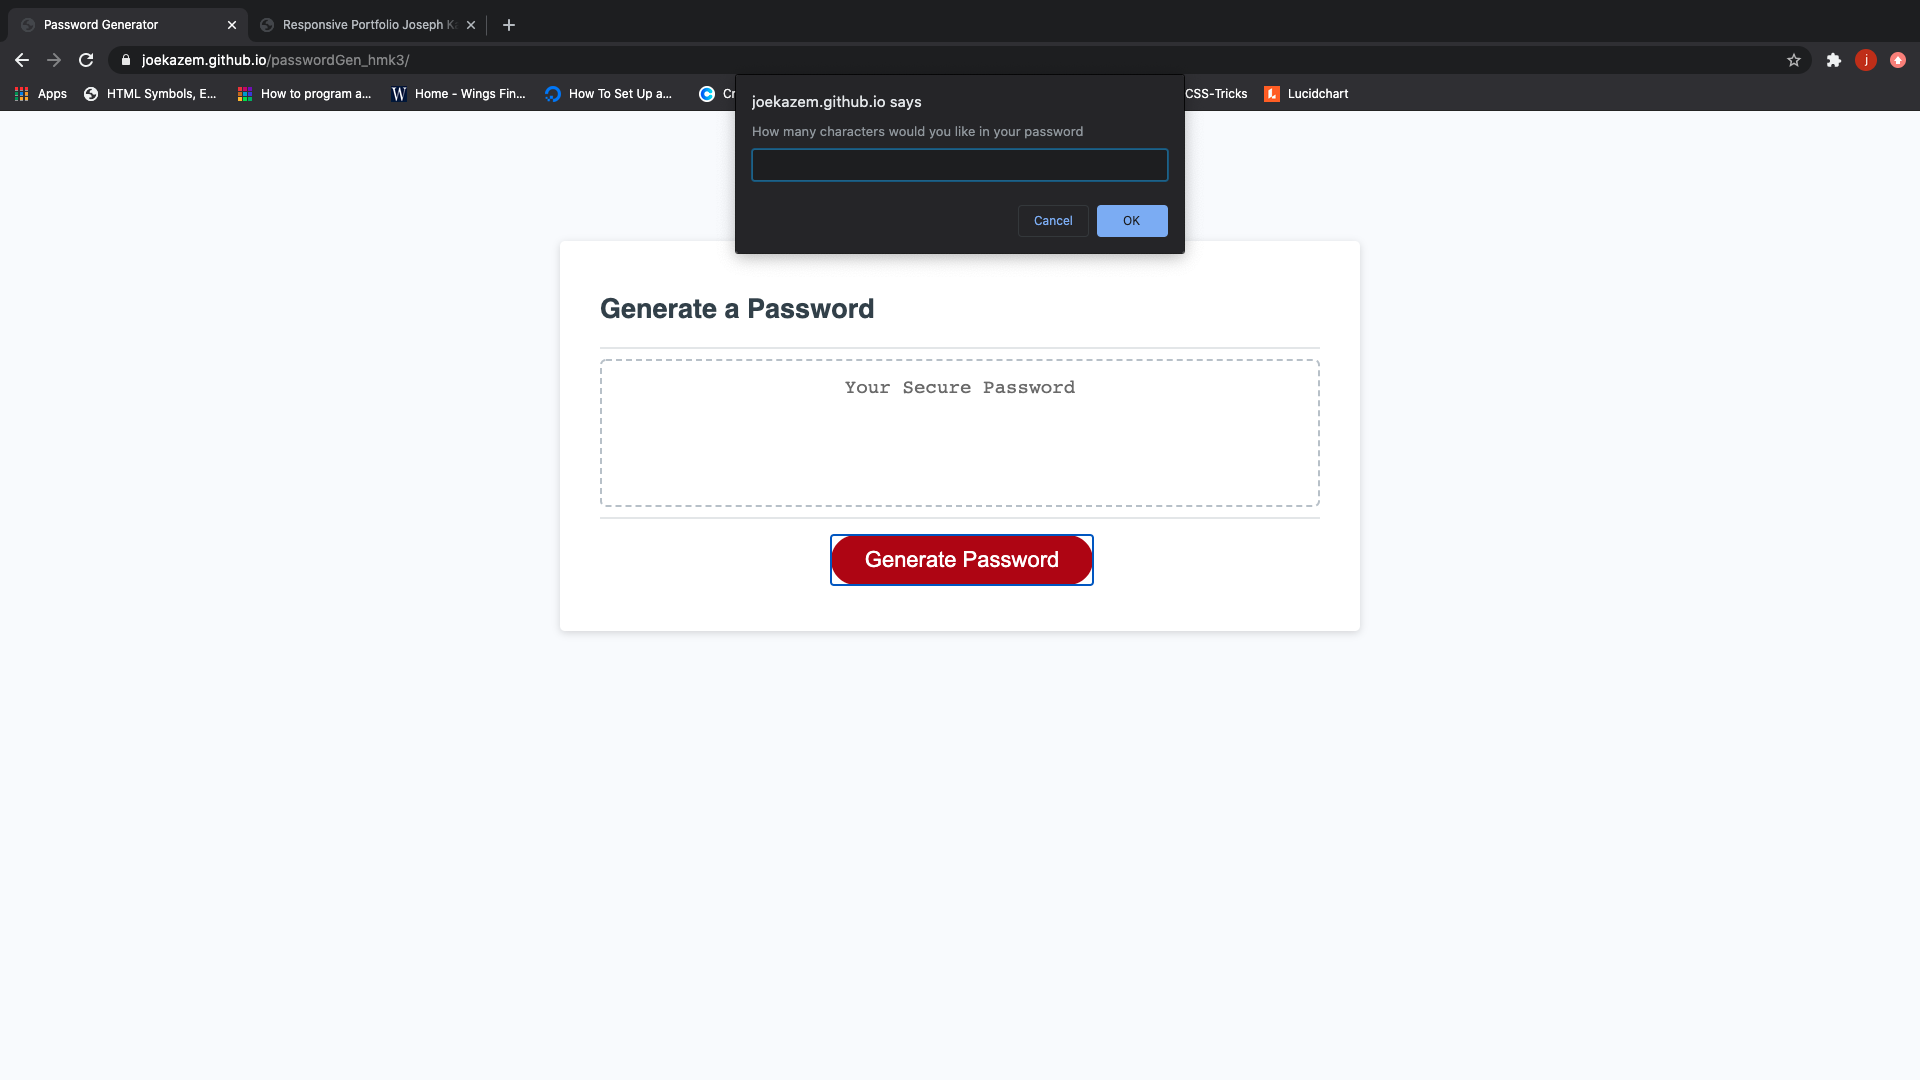 Password Generator
Responsive Portfolio Joseph
joekazem.github.io/passwordGen_hmk3/
j
Apps
HTML Symbols, E...
How to program a...
W Home - Wings Fin...
How To Set Up a...
CSS-Tricks
Lucidchart
joekazem.github.io says
How many characters would you like in your password
Cancel
OK
Generate a Password
Your Secure Password
Generate Password